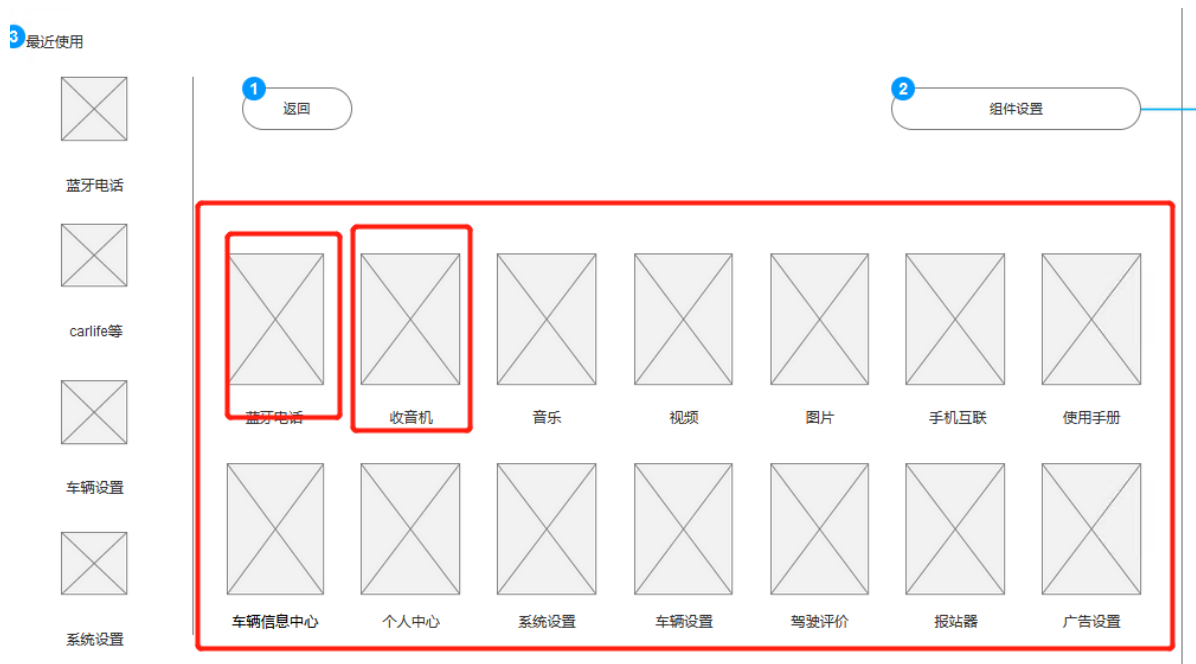 3 最近使用
1 返回
2 组件设置
蓝牙电话
carlife等
车辆设置
系统设置
蓝牙电话 收音机 音乐 视频 图片 手机互联 使用手册
车辆信息中心 个人中心 系统设置 车辆设置 驾驶评价 报站器 广告设置